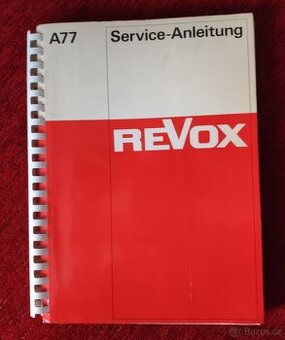 A77 Service-Anleitung
REVOX
Bazos.cz